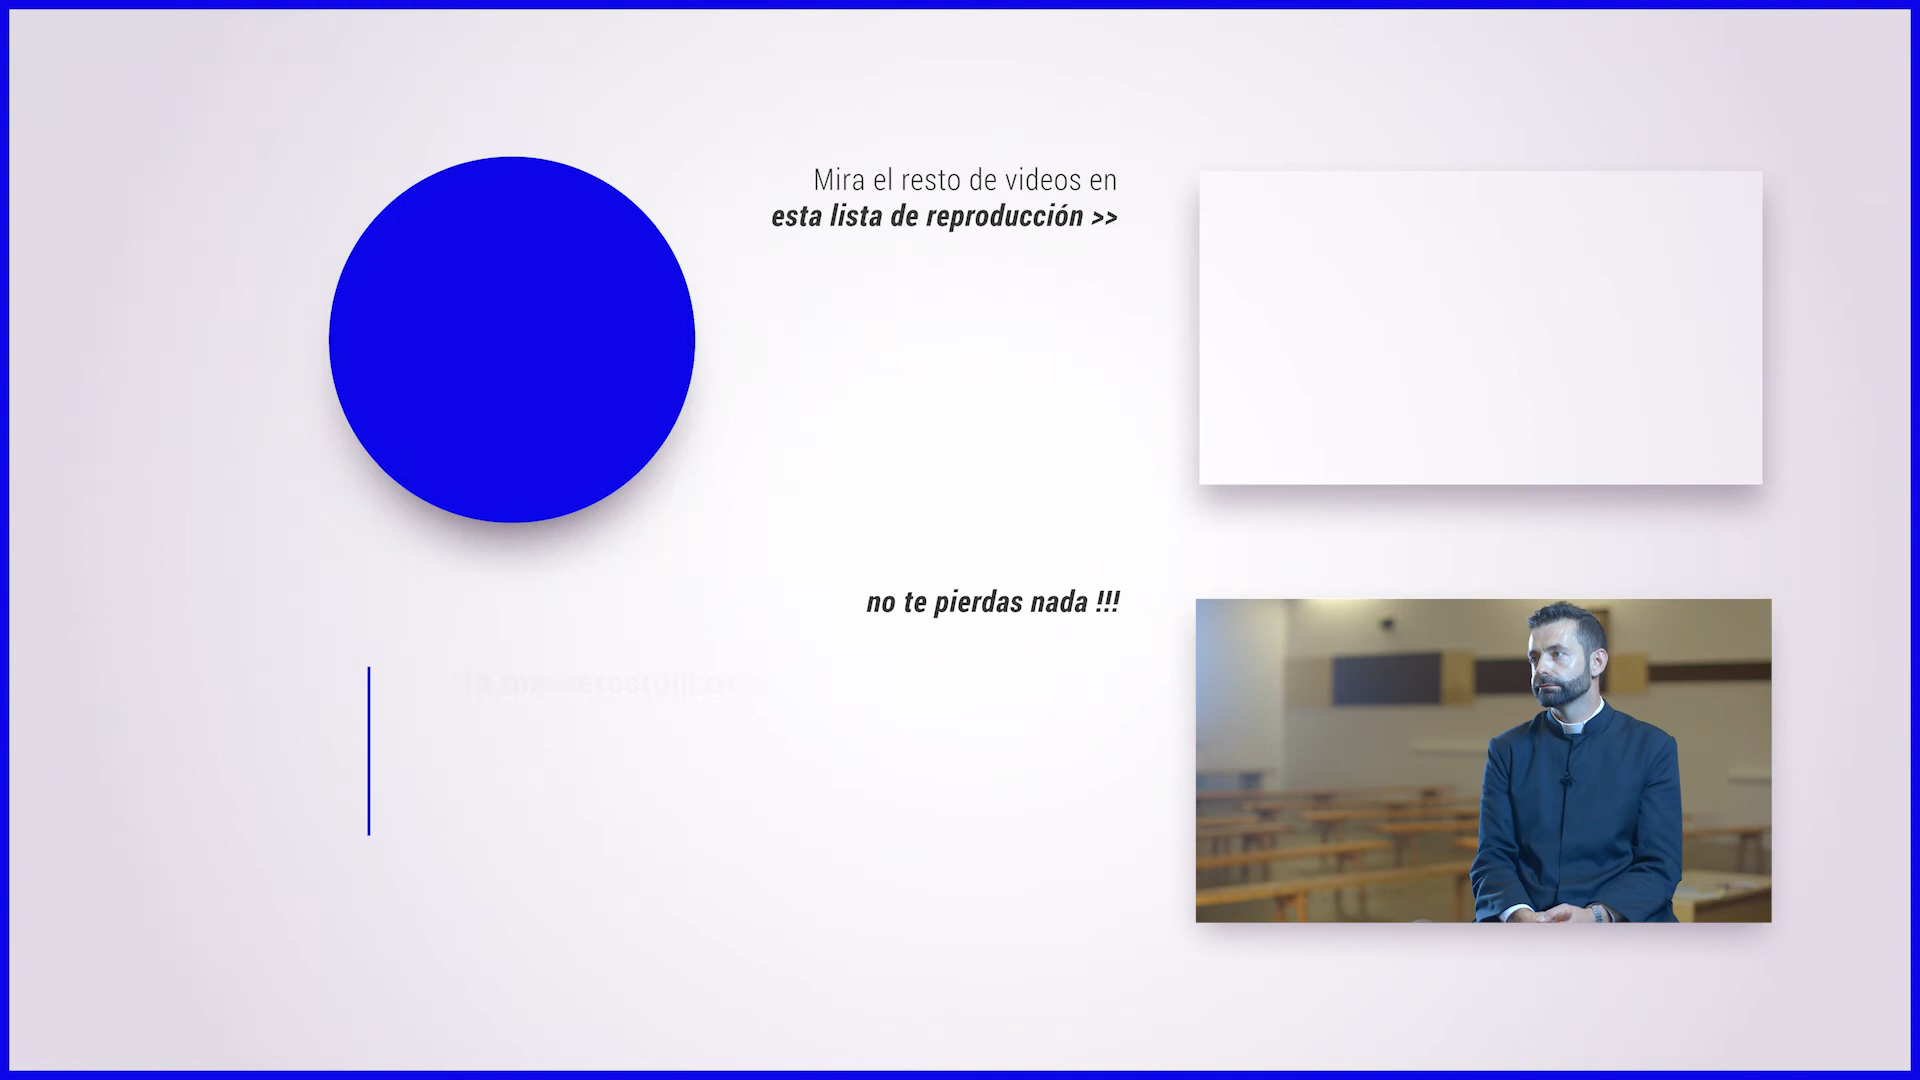 Mira el resto de videos en
esta lista de reproducción >>
no te pierdas nada !!!